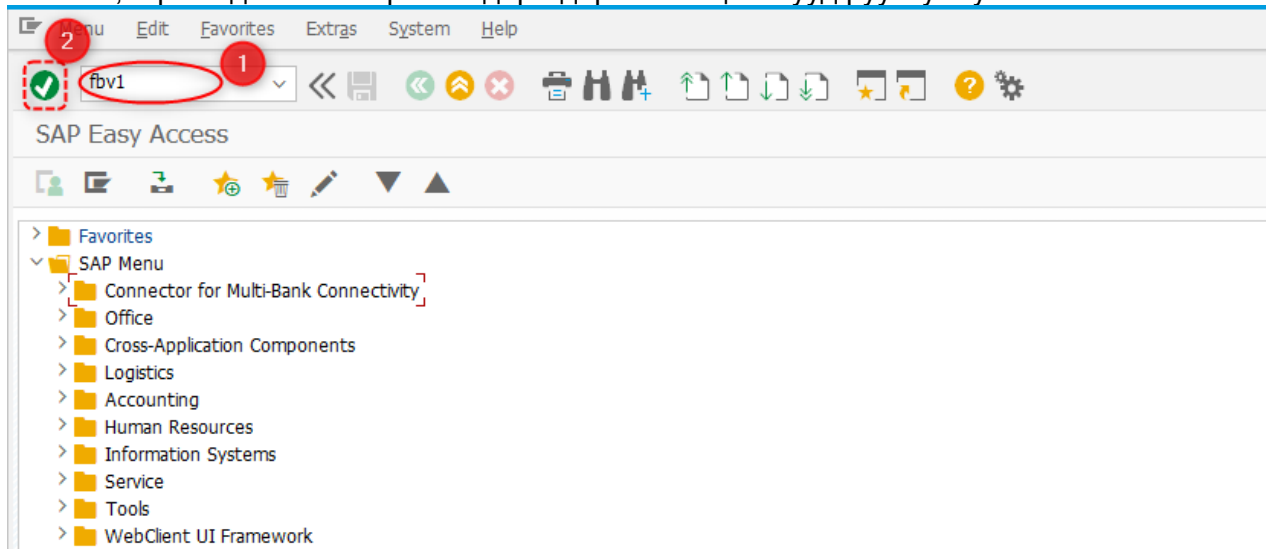 Menu Edit Favorites Extras System Help
2
1
fbv1
SAP Easy Access
Favorites
SAP Menu
Connector for Multi-Bank Connectivity
Office
Cross-Application Components
Logistics
Accounting
Human Resources
Information Systems
Service
Tools
WebClient UI Framework